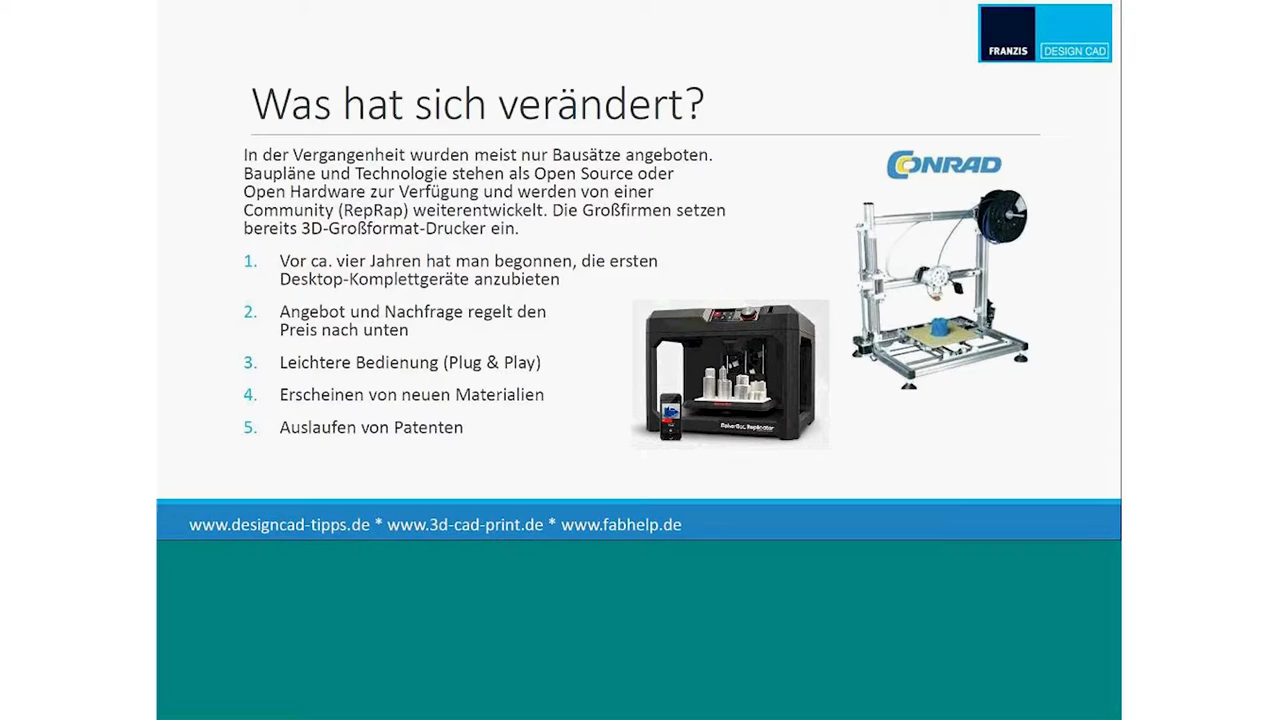 FRANZIS
DESIGN CAD
Was hat sich verändert?
In der Vergangenheit wurden meist nur Bausätze angeboten.
Baupläne und Technologie stehen als Open Source oder
Open Hardware zur Verfügung und werden von einer
Community (RepRap) weiterentwickelt. Die Großfirmen setzen
bereits 3D-Großformat-Drucker ein.
1. Vor ca. vier Jahren hat man begonnen, die ersten
Desktop-Komplettgeräte anzubieten
2. Angebot und Nachfrage regelt den
Preis nach unten
3. Leichtere Bedienung (Plug & Play)
4. Erscheinen von neuen Materialien
5. Auslaufen von Patenten
CONRAD
MakerBot Replicator
www.designcad-tipps.de * www.3d-cad-print.de * www.fabhelp.de